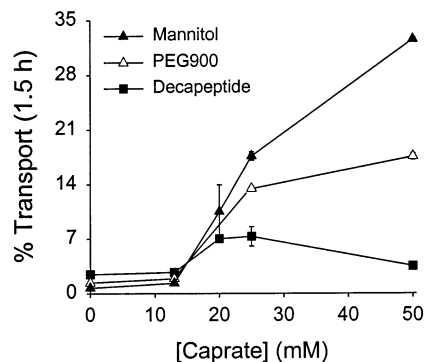 35
28
21
14
7
0
% Transport (1.5 h)
Mannitol
PEG900
Decapeptide
0 10 20 30 40 50
[Caprate] (mM)